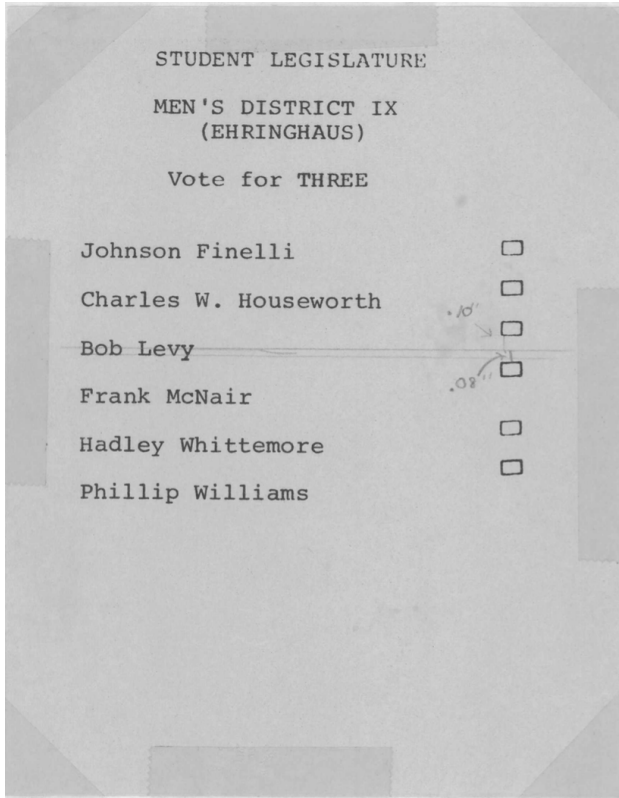 STUDENT LEGISLATURE
MEN'S DISTRICT IX
(EHRINGHAUS)
Vote for THREE
Johnson Finelli
Charles W. Houseworth
.10"
Bob Levy
.08"
Frank McNair
Hadley Whittemore
Phillip Williams